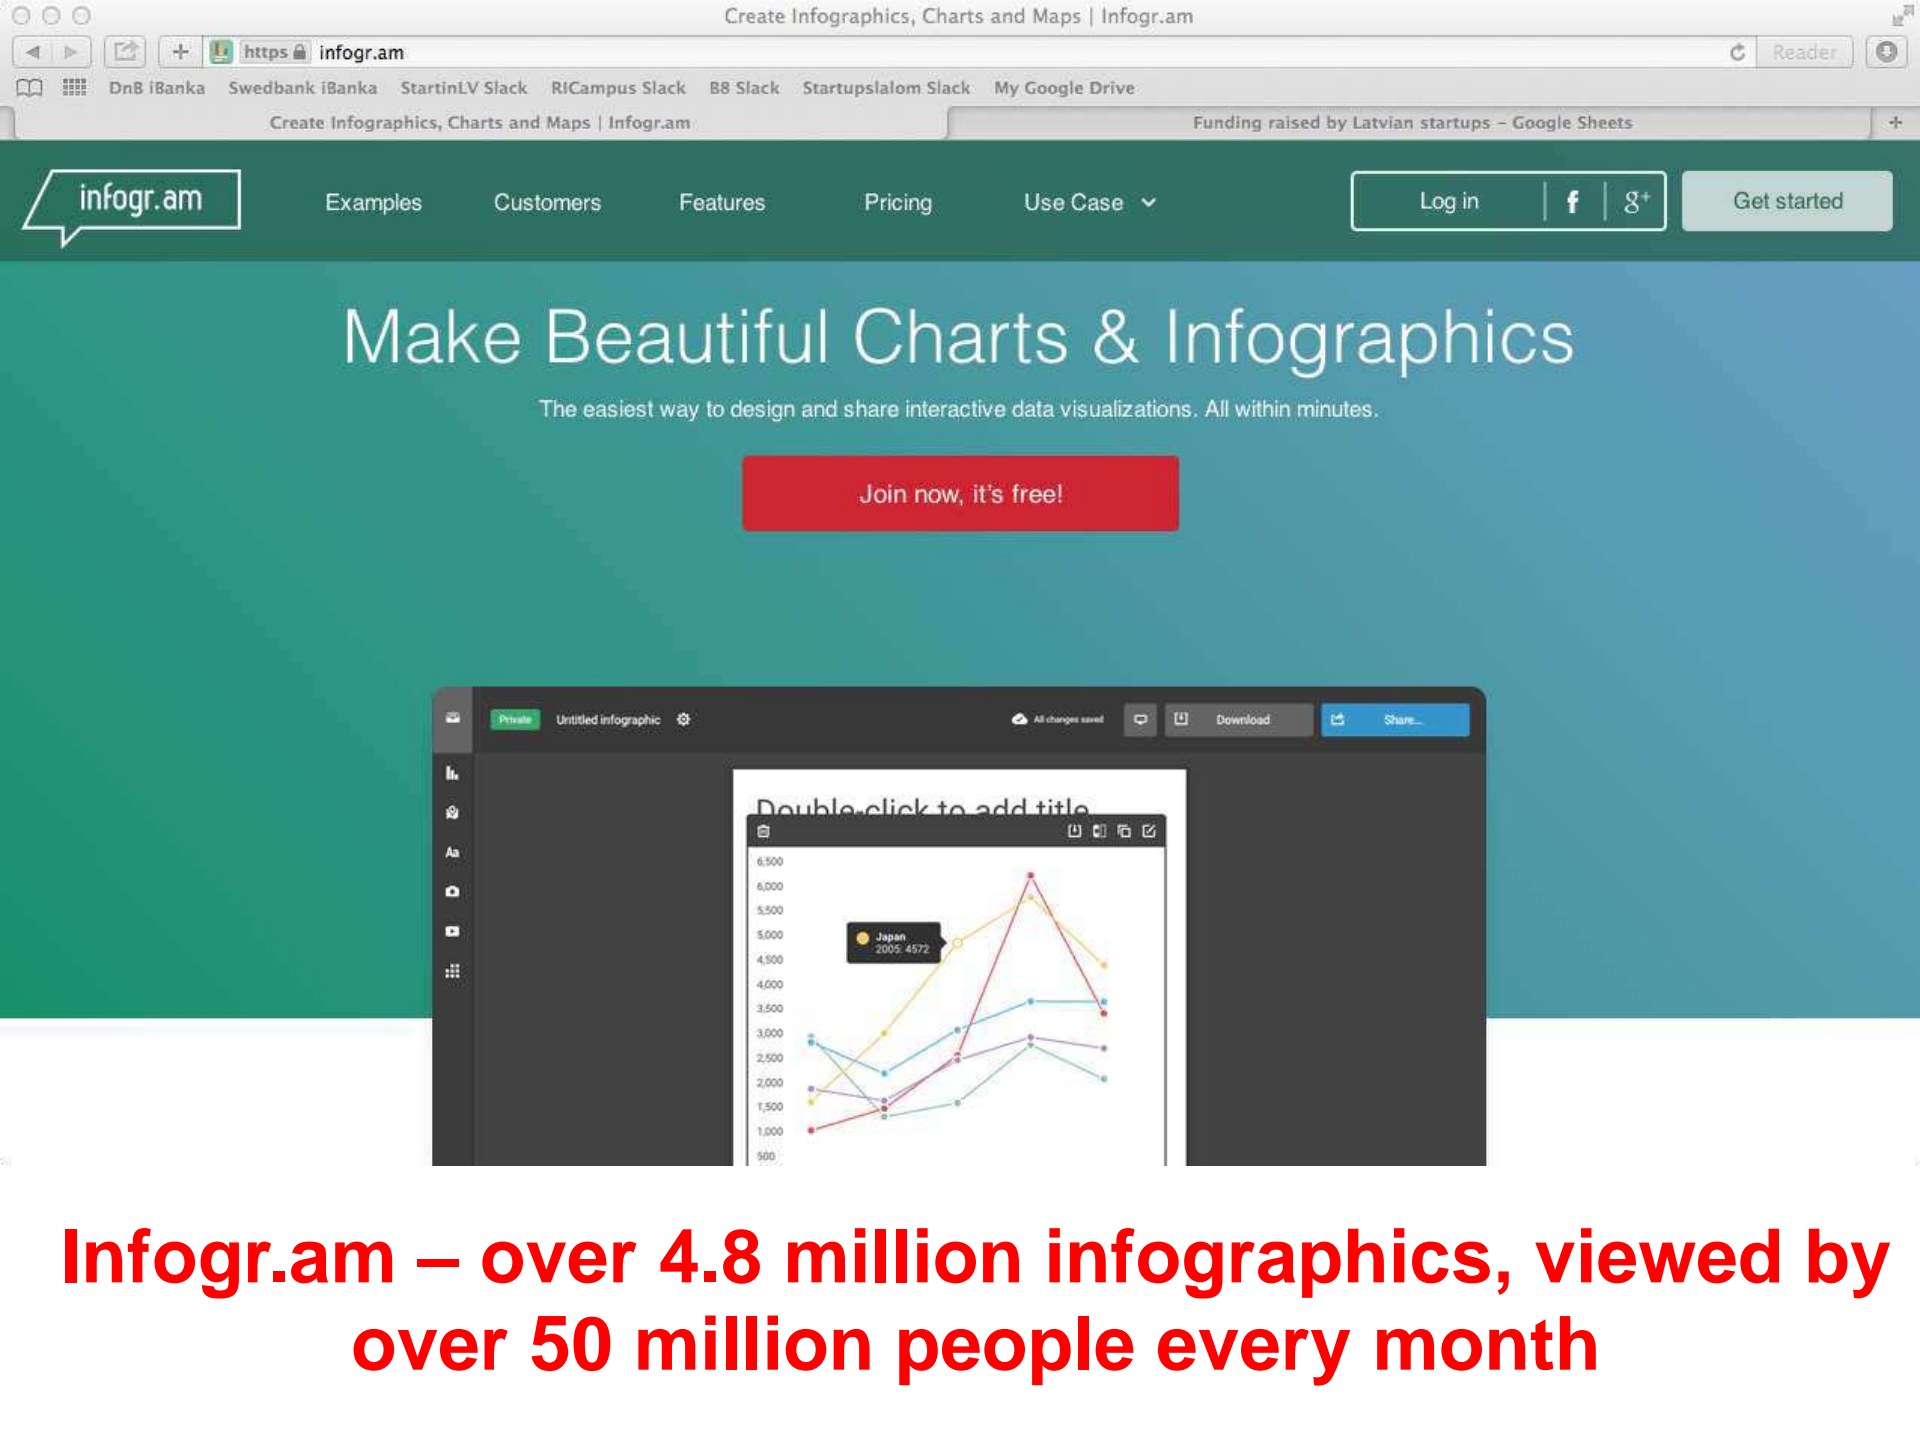 Create Infographics, Charts and Maps | Infogr.am
https infogr.am Reader
DnB iBanka Swedbank iBanka StartinLV Slack RICampus Slack B8 Slack Startupslalom Slack My Google Drive
Create Infographics, Charts and Maps | Infogr.am Funding raised by Latvian startups – Google Sheets
infogr.am Examples Customers Features Pricing Use Case Log in f g+ Get started
Make Beautiful Charts & Infographics
The easiest way to design and share interactive data visualizations. All within minutes.
Join now, it's free!
Private Untitled infographic All changes saved Download Share...
Double-click to add title
Aa
6,500
6,000
5,500
5,000
4,500
4,000
3,500
3,000
2,500
2,000
1,500
1,000
500
Japan
2005: 4572
Infogr.am – over 4.8 million infographics, viewed by
over 50 million people every month